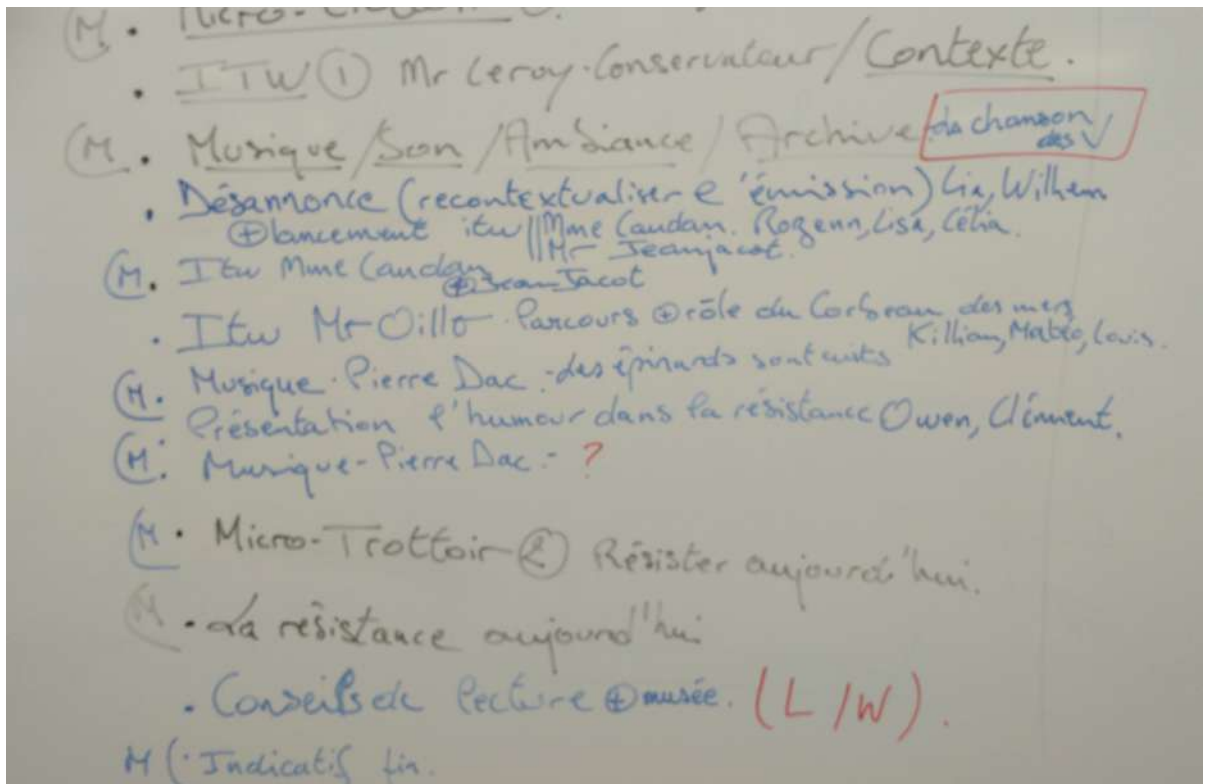 (M. Micro-
. ITW ① Mr Leroy. Conservateur / Contexte.
(M. Musique / Son / Ambiance / Archive. da chanson des V
. Désannonce (recontextualiser l'émission) Lia, Wilhem
⊕ lancement itw || Mme Caudan. Rozenn, Lisa, Célia.
Mr Jeanjacot.
(M. Itw Mme Caudan
⊕ Jean Jacot
. Itw Mr Oillo Parcours ⊕ rôle du Corbeau des mers
Killian, Matéo, Louis.
(M. Musique - Pierre Dac - des épinards sont cuits
. Présentation l'humour dans la résistance Owen, Clément.
(M. Musique - Pierre Dac - ?
(M. Micro-Trottoir ② Résister aujourd'hui.
(M. La résistance aujourd'hui
. Conseils de lecture ⊕ musée. (L/W).
M (. Indicatif fin.